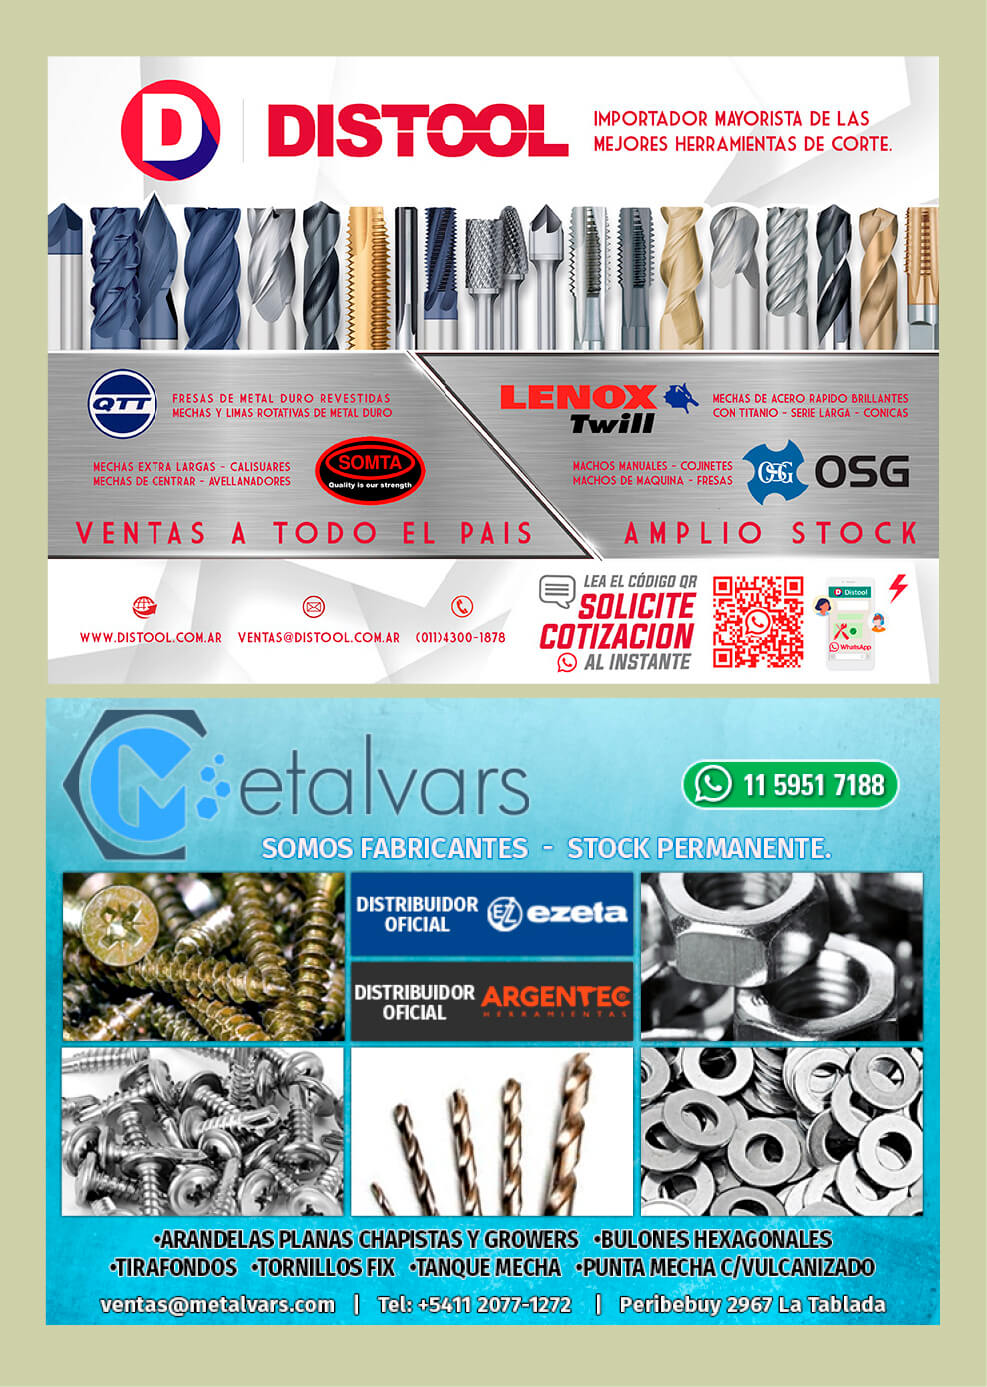 D
DISTOOL
IMPORTADOR MAYORISTA DE LAS
MEJORES HERRAMIENTAS DE CORTE.
QTT
FRESAS DE METAL DURO REVESTIDAS
MECHAS Y LIMAS ROTATIVAS DE METAL DURO
LENOX
Twill
MECHAS DE ACERO RAPIDO BRILLANTES
CON TITANIO - SERIE LARGA - CONICAS
MECHAS EXTRA LARGAS - CALISUARES
MECHAS DE CENTRAR - AVELLANADORES
SOMTA
Quality is our strength
MACHOS MANUALES - COJINETES
MACHOS DE MAQUINA - FRESAS
OSG OSG
VENTAS A TODO EL PAIS
AMPLIO STOCK
WWW.DISTOOL.COM.AR
VENTAS@DISTOOL.COM.AR
(011)4300-1878
LEA EL CÓDIGO QR
SOLICITE
COTIZACION
AL INSTANTE
D Distool
WhatsApp
Metalvars
11 5951 7188
SOMOS FABRICANTES - STOCK PERMANENTE.
DISTRIBUIDOR
OFICIAL
EZ ezeta
DISTRIBUIDOR
OFICIAL
ARGENTEC
HERRAMIENTAS
•ARANDELAS PLANAS CHAPISTAS Y GROWERS •BULONES HEXAGONALES
•TIRAFONDOS •TORNILLOS FIX •TANQUE MECHA •PUNTA MECHA C/VULCANIZADO
ventas@metalvars.com | Tel: +5411 2077-1272 | Peribebuy 2967 La Tablada